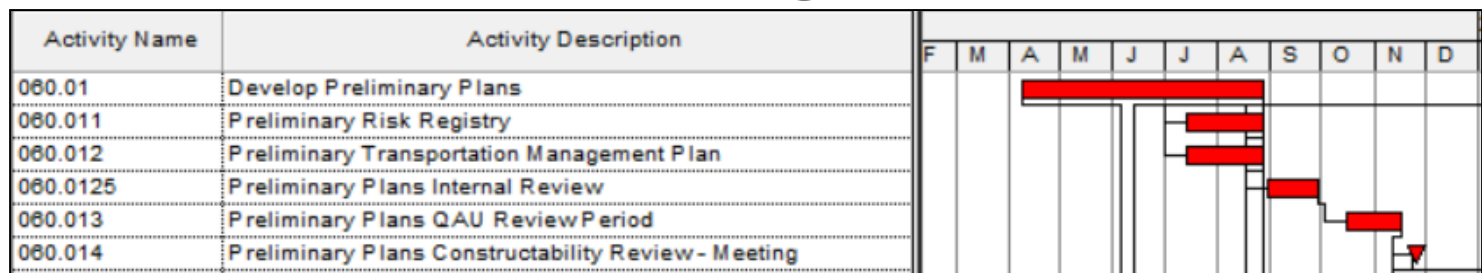 Activity Name Activity Description
F M A M J J A S O N D
060.01 Develop Preliminary Plans
060.011 Preliminary Risk Registry
060.012 Preliminary Transportation Management Plan
060.0125 Preliminary Plans Internal Review
060.013 Preliminary Plans QAU Review Period
060.014 Preliminary Plans Constructability Review - Meeting